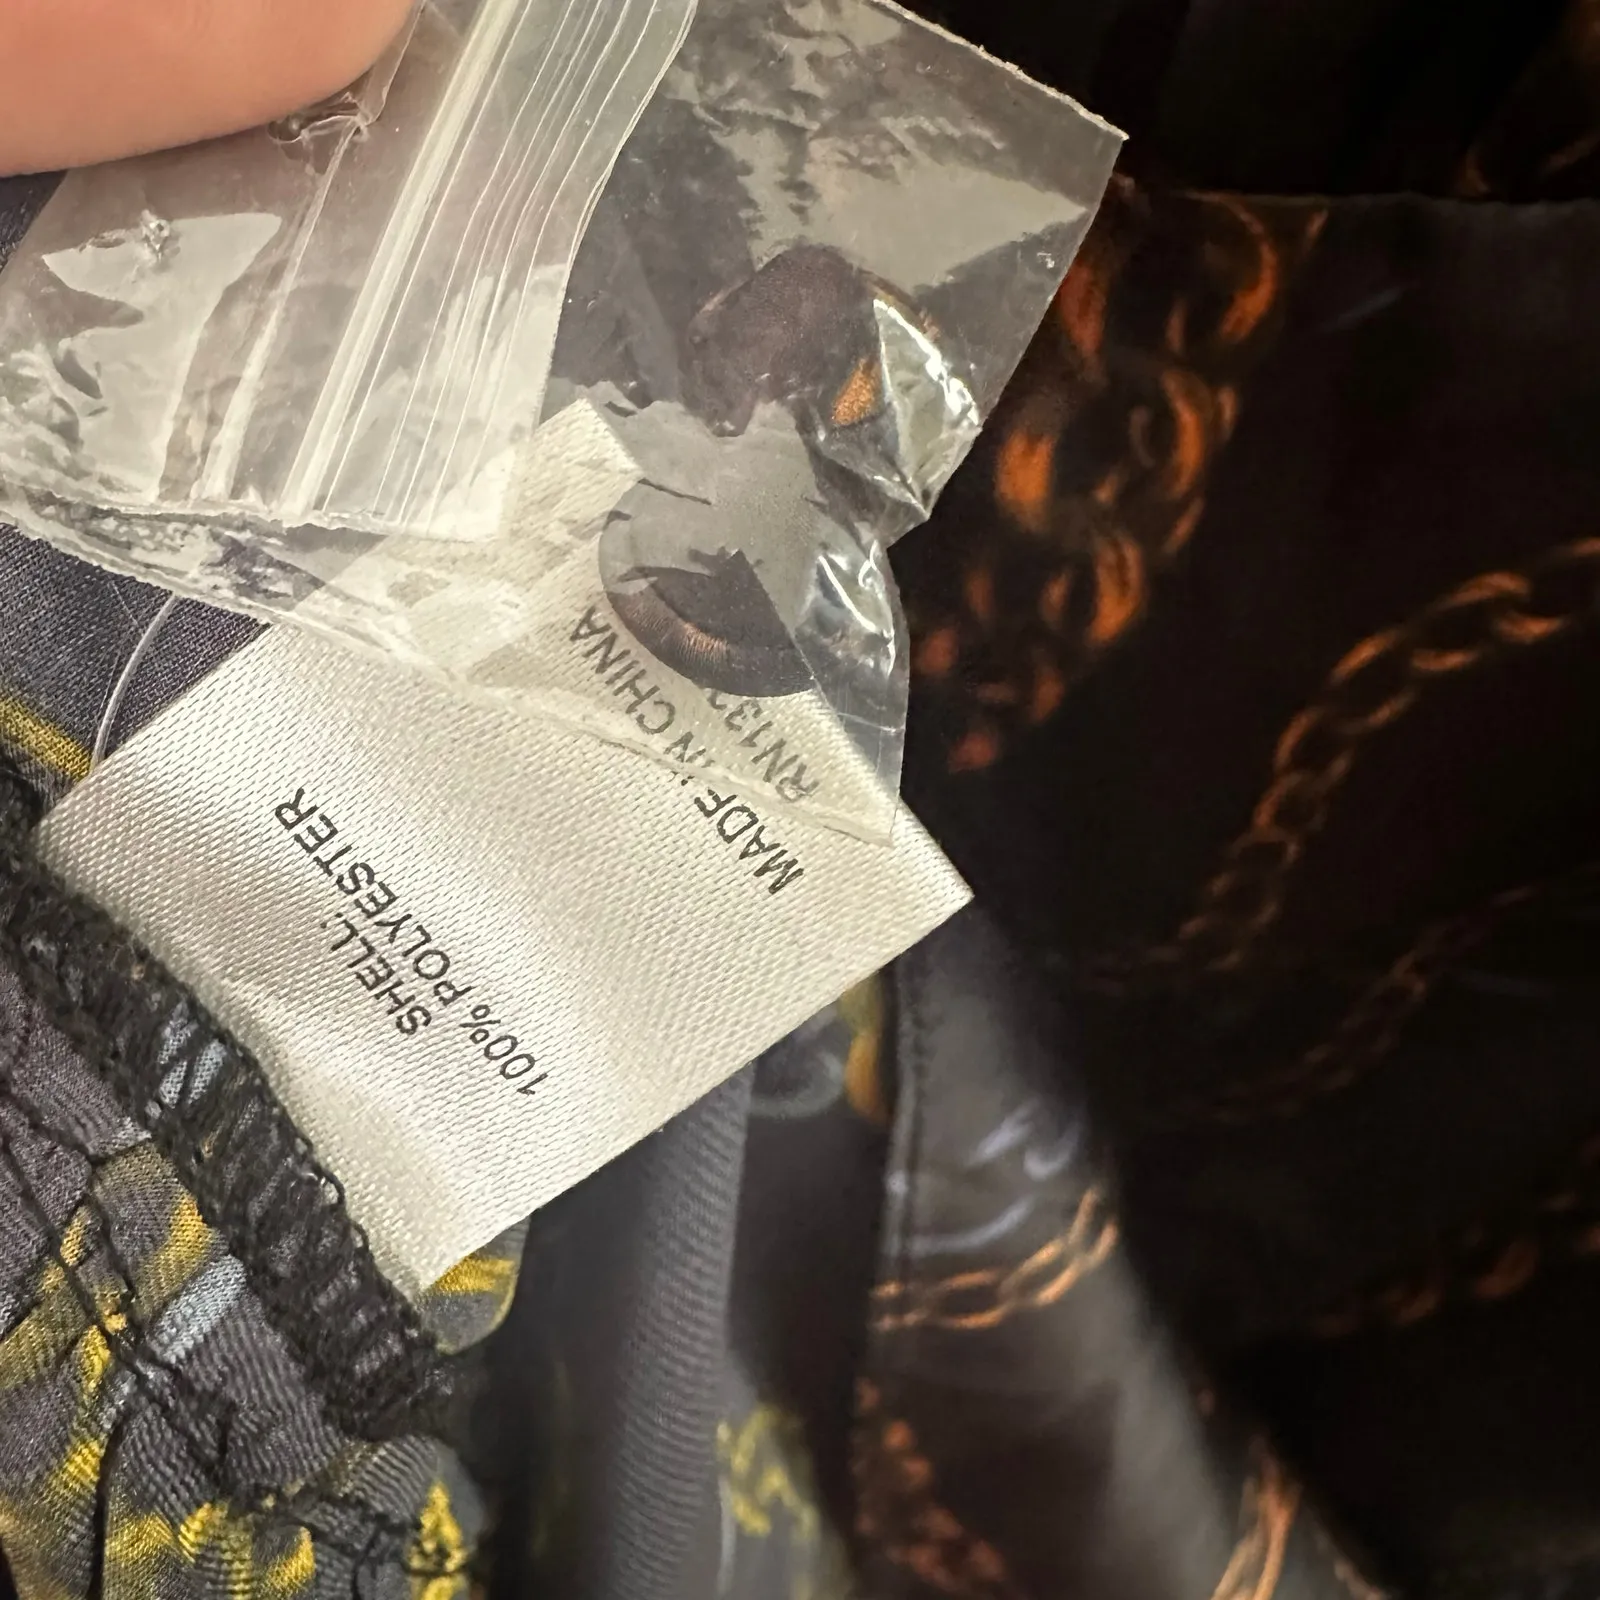 SHELL:
100% POLYESTER
MADE IN CHINA